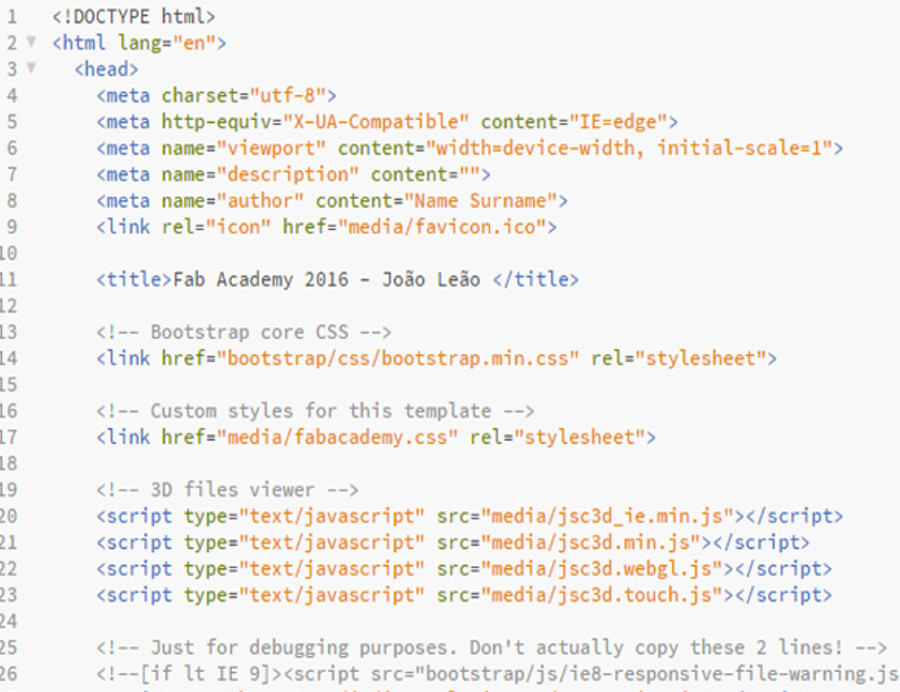 1 <!DOCTYPE html>
2 <html lang="en">
3 <head>
4 <meta charset="utf-8">
5 <meta http-equiv="X-UA-Compatible" content="IE=edge">
6 <meta name="viewport" content="width=device-width, initial-scale=1">
7 <meta name="description" content="">
8 <meta name="author" content="Name Surname">
9 <link rel="icon" href="media/favicon.ico">
10
11 <title>Fab Academy 2016 - João Leão </title>
12
13 <!-- Bootstrap core CSS -->
14 <link href="bootstrap/css/bootstrap.min.css" rel="stylesheet">
15
16 <!-- Custom styles for this template -->
17 <link href="media/fabacademy.css" rel="stylesheet">
18
19 <!-- 3D files viewer -->
20 <script type="text/javascript" src="media/jsc3d_ie.min.js"></script>
21 <script type="text/javascript" src="media/jsc3d.min.js"></script>
22 <script type="text/javascript" src="media/jsc3d.webgl.js"></script>
23 <script type="text/javascript" src="media/jsc3d.touch.js"></script>
24
25 <!-- Just for debugging purposes. Don't actually copy these 2 lines! -->
26 <!--[if lt IE 9]><script src="bootstrap/js/ie8-responsive-file-warning.js